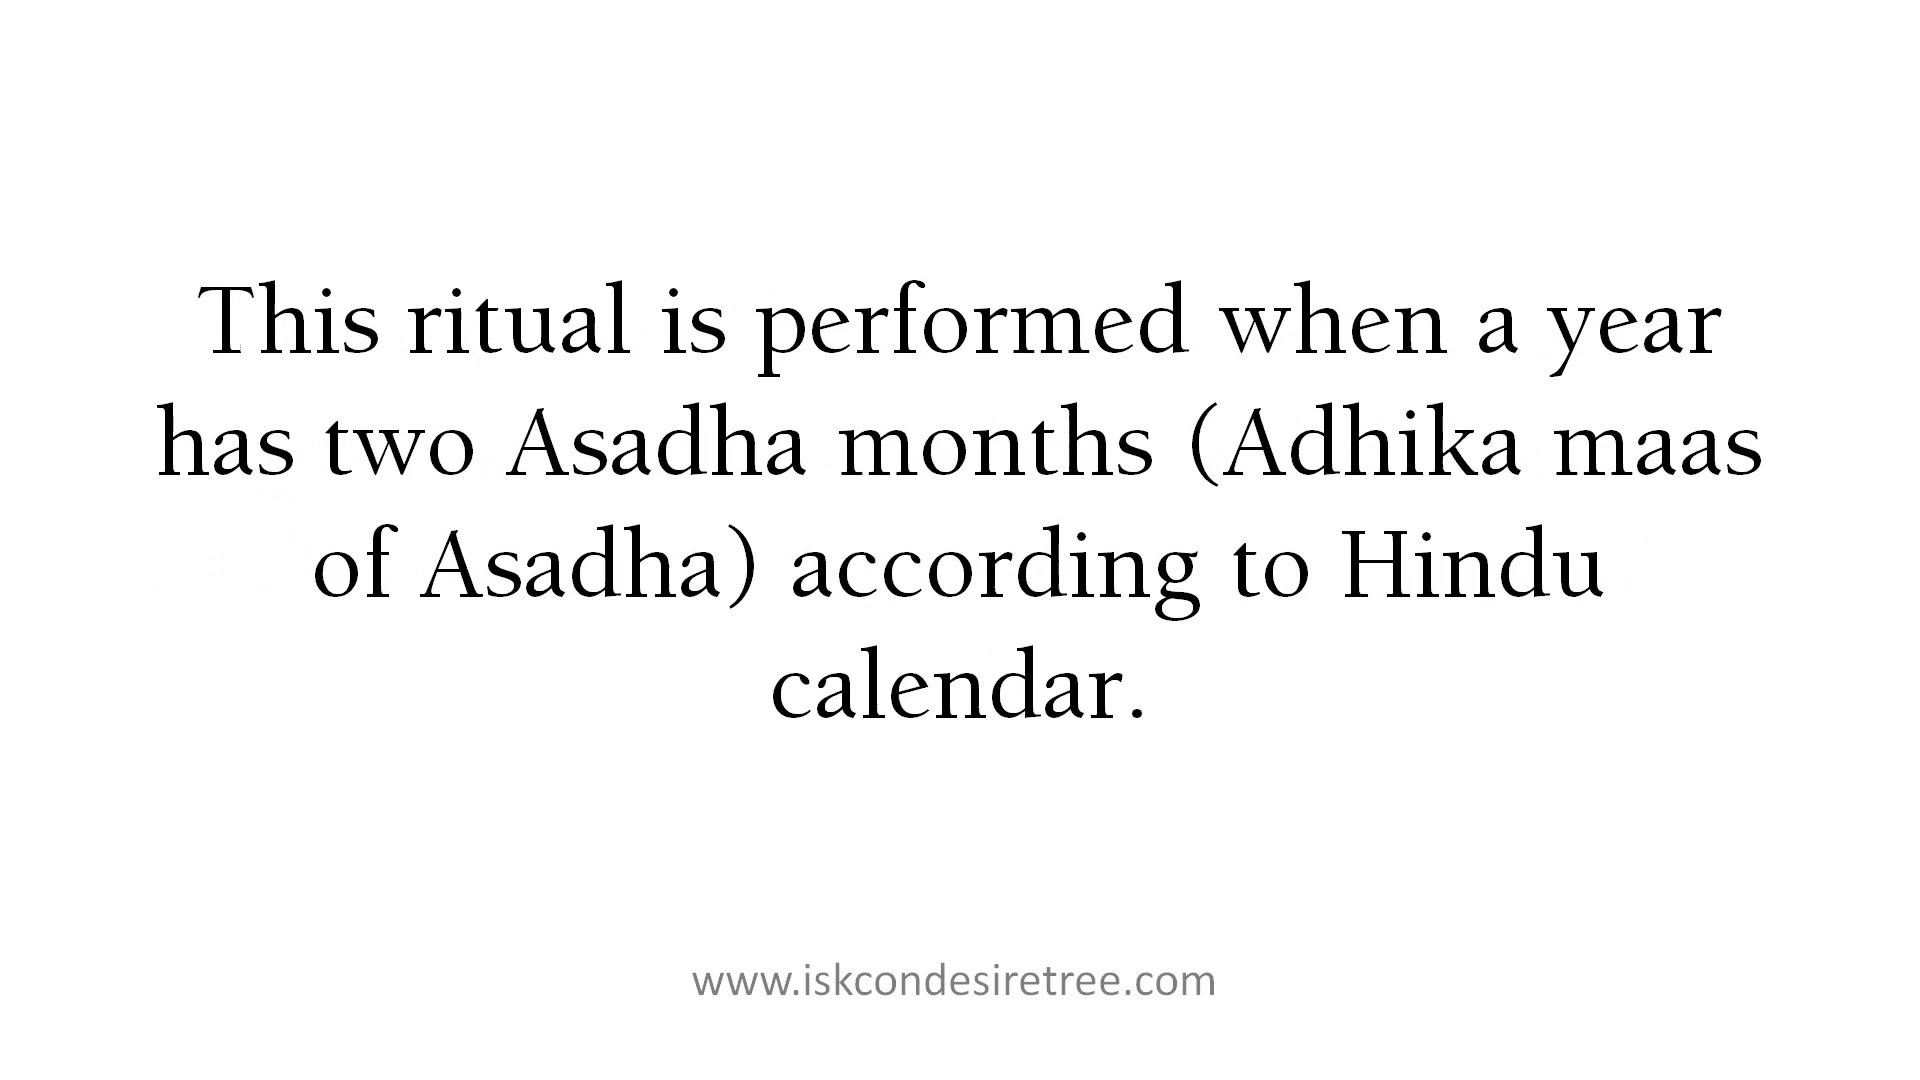 This ritual is performed when a year
has two Asadha months (Adhika maas
of Asadha) according to Hindu
calendar.
www.iskcondesiretree.com